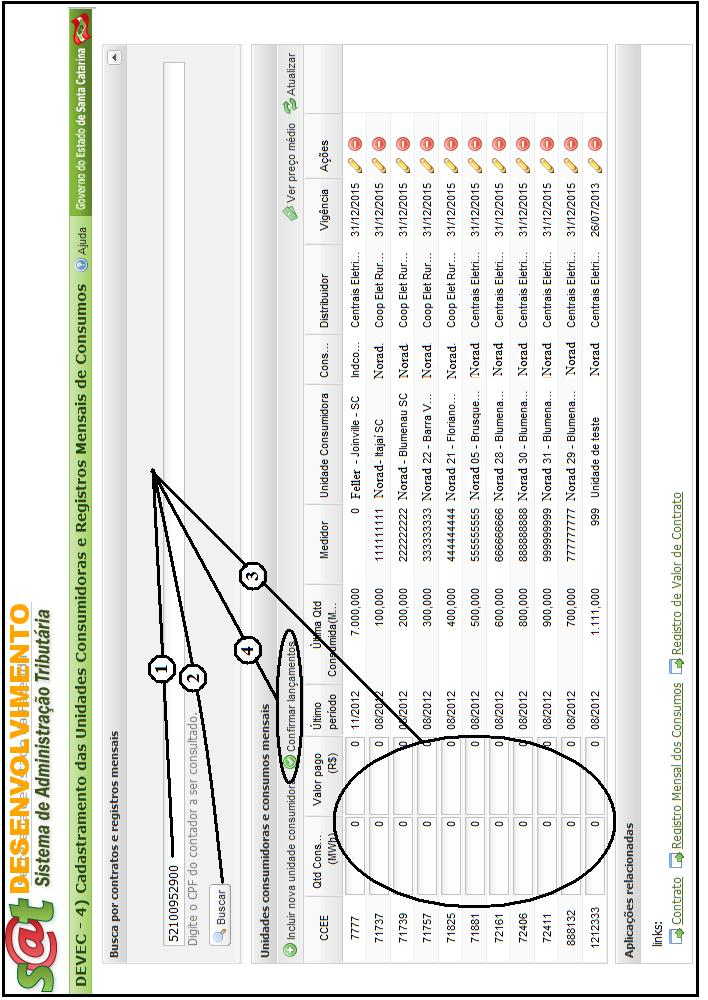 s@t DESENVOLVIMENTO
Sistema de Administração Tributária
DEVEC - 4) Cadastramento das Unidades Consumidoras e Registros Mensais de Consumos Ajuda Governo do Estado de Santa Catarina
Busca por contratos e registros mensais
52100952900
Digite o CPF do contador a ser consultado.
Buscar
1
2
4
3
Unidades consumidoras e consumos mensais
Incluir nova unidade consumidora Confirmar lançamentos Ver preço médio Atualizar
CCEE Qtd Cons... (MWh) Valor pago (R$) Último período Última Qtd Consumida(M... Medidor Unidade Consumidora Cons... Distribuidor Vigência Ações
7777 0 0 11/2012 7.000,000 0 Feller - Joinville - SC Indco... Centrais Eletri... 31/12/2015
71737 0 0 08/2012 100,000 111111111 Norad- Itajaí SC Norad. Coop Elet Rur... 31/12/2015
71739 0 0 08/2012 200,000 222222222 Norad - Blumenau SC Norad. Coop Elet Rur... 31/12/2015
71757 0 0 08/2012 300,000 333333333 Norad 22 - Barra V... Norad. Coop Elet Rur... 31/12/2015
71825 0 0 08/2012 400,000 444444444 Norad 21 - Floriano... Norad. Coop Elet Rur... 31/12/2015
71881 0 0 08/2012 500,000 555555555 Norad 05 - Brusque... Norad Centrais Eletri... 31/12/2015
72161 0 0 08/2012 600,000 666666666 Norad 28 - Blumena... Norad Centrais Eletri... 31/12/2015
72406 0 0 08/2012 800,000 888888888 Norad 30 - Blumena... Norad Centrais Eletri... 31/12/2015
72411 0 0 08/2012 900,000 999999999 Norad 31 - Blumena... Norad Centrais Eletri... 31/12/2015
888132 0 0 08/2012 700,000 777777777 Norad 29 - Blumena... Norad Centrais Eletri... 31/12/2015
1212333 0 0 08/2012 1.111,000 999 Unidade de teste Norad Centrais Eletri... 26/07/2013
Aplicações relacionadas
links:
Contrato Registro Mensal dos Consumos Registro de Valor de Contrato